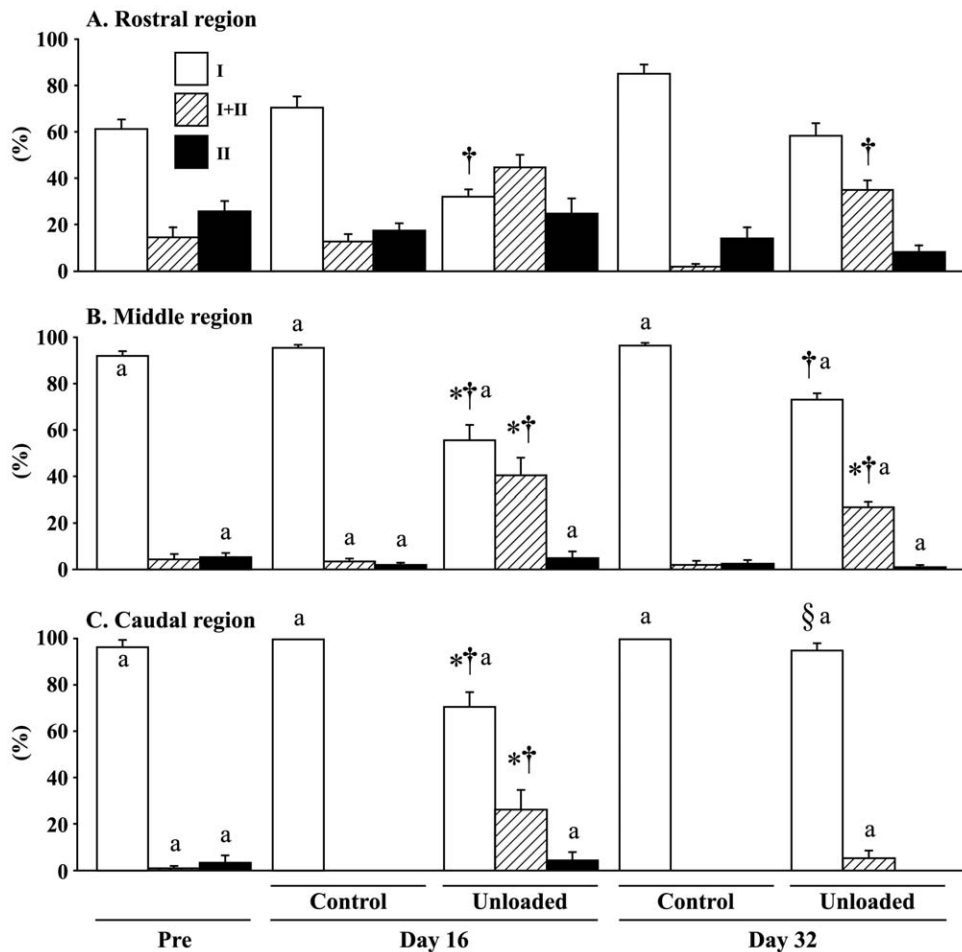 A. Rostral region
100
80
60
40
20
0
(%)
I
I+II
II
†
†
B. Middle region
100
80
60
40
20
0
(%)
a
a
a
a
a
*† a
*†
a
a
† a
*† a
a
C. Caudal region
100
80
60
40
20
0
(%)
a
a
a
a
*† a
*†
a
a
§ a
a
Control Unloaded Control Unloaded
Pre Day 16 Day 32